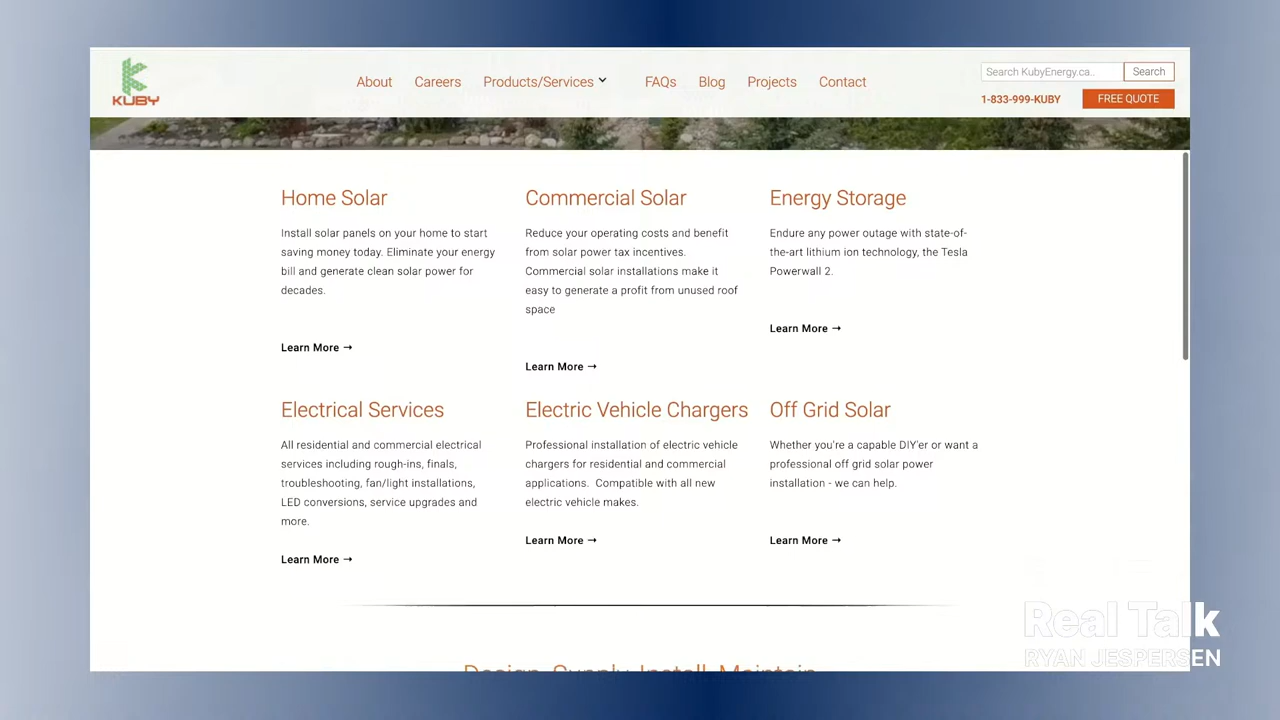 KUBY
About Careers Products/Services FAQs Blog Projects Contact
Search KubyEnergy.ca.. Search
1-833-999-KUBY FREE QUOTE
Home Solar
Install solar panels on your home to start
saving money today. Eliminate your energy
bill and generate clean solar power for
decades.
Learn More →
Commercial Solar
Reduce your operating costs and benefit
from solar power tax incentives.
Commercial solar installations make it
easy to generate a profit from unused roof
space
Learn More →
Energy Storage
Endure any power outage with state-of-
the-art lithium ion technology, the Tesla
Powerwall 2.
Learn More →
Electrical Services
All residential and commercial electrical
services including rough-ins, finals,
troubleshooting, fan/light installations,
LED conversions, service upgrades and
more.
Learn More →
Electric Vehicle Chargers
Professional installation of electric vehicle
chargers for residential and commercial
applications.  Compatible with all new
electric vehicle makes.
Learn More →
Off Grid Solar
Whether you're a capable DIY'er or want a
professional off grid solar power
installation - we can help.
Learn More →
Design, Supply, Install, Maintain
Real Talk
RYAN JESPERSEN